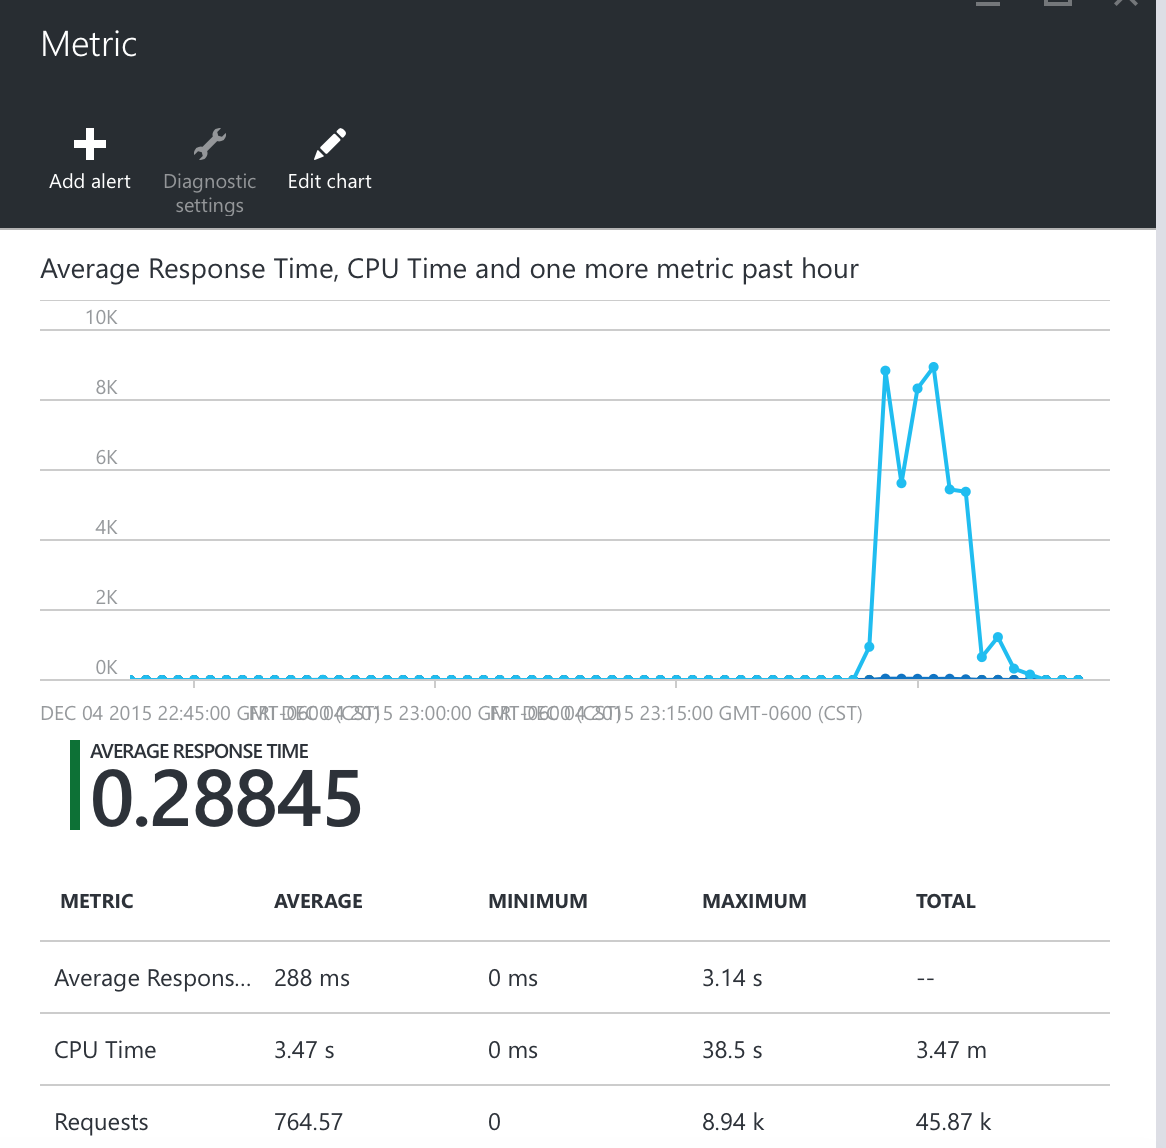 Metric
Add alert
Diagnostic settings
Edit chart
Average Response Time, CPU Time and one more metric past hour
10K
8K
6K
4K
2K
0K
DEC 04 2015 22:45:00 GMT-0600 (CST)
FRI DEC 04 2015 23:00:00 GMT-0600 (CST)
FRI DEC 04 2015 23:15:00 GMT-0600 (CST)
AVERAGE RESPONSE TIME
0.28845
METRIC AVERAGE MINIMUM MAXIMUM TOTAL
Average Respons... 288 ms 0 ms 3.14 s --
CPU Time 3.47 s 0 ms 38.5 s 3.47 m
Requests 764.57 0 8.94 k 45.87 k